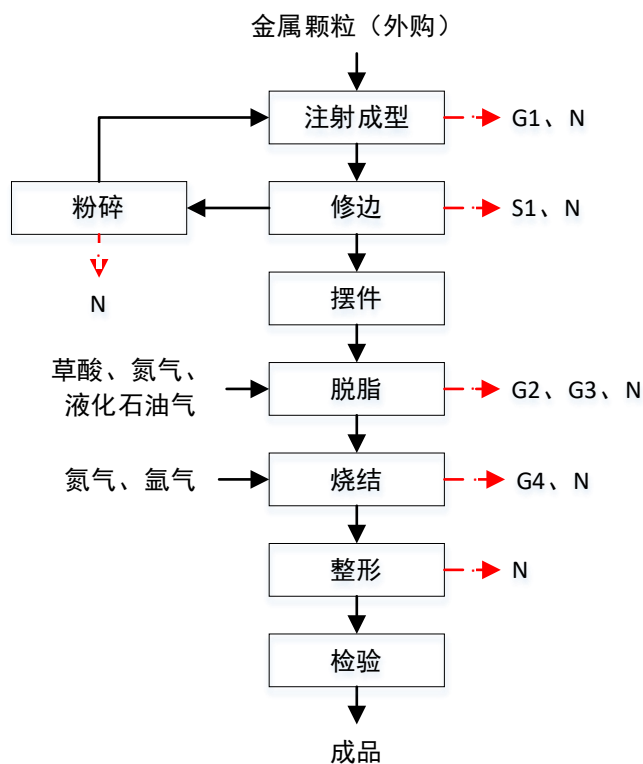 金属颗粒（外购）
注射成型
G1、N
粉碎
修边
S1、N
N
摆件
草酸、氮气、
液化石油气
脱脂
G2、G3、N
氮气、氩气
烧结
G4、N
整形
N
检验
成品